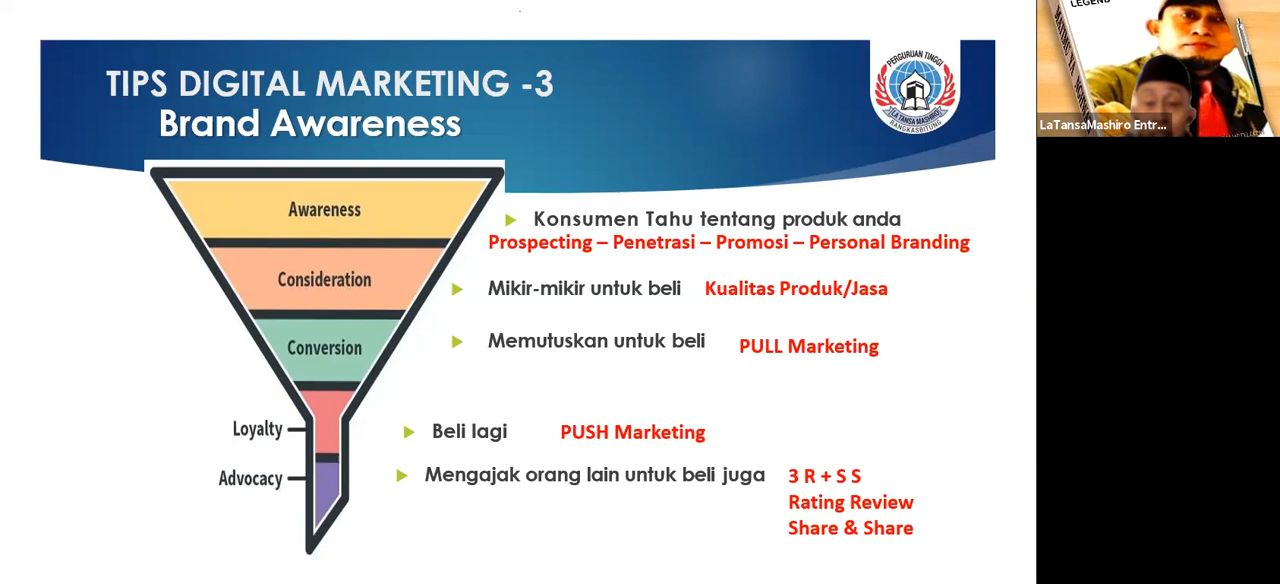 TIPS DIGITAL MARKETING -3
Brand Awareness
PERGURUAN TINGGI
LA TANSA MASHIRO
RANGKASBITUNG
LEGEND
LaTansaMashiro Entr...
Awareness
Konsumen Tahu tentang produk anda
Prospecting – Penetrasi – Promosi – Personal Branding
Consideration
Mikir-mikir untuk beli
Kualitas Produk/Jasa
Conversion
Memutuskan untuk beli
PULL Marketing
Loyalty
Beli lagi
PUSH Marketing
Advocacy
Mengajak orang lain untuk beli juga
3 R + S S
Rating Review
Share & Share